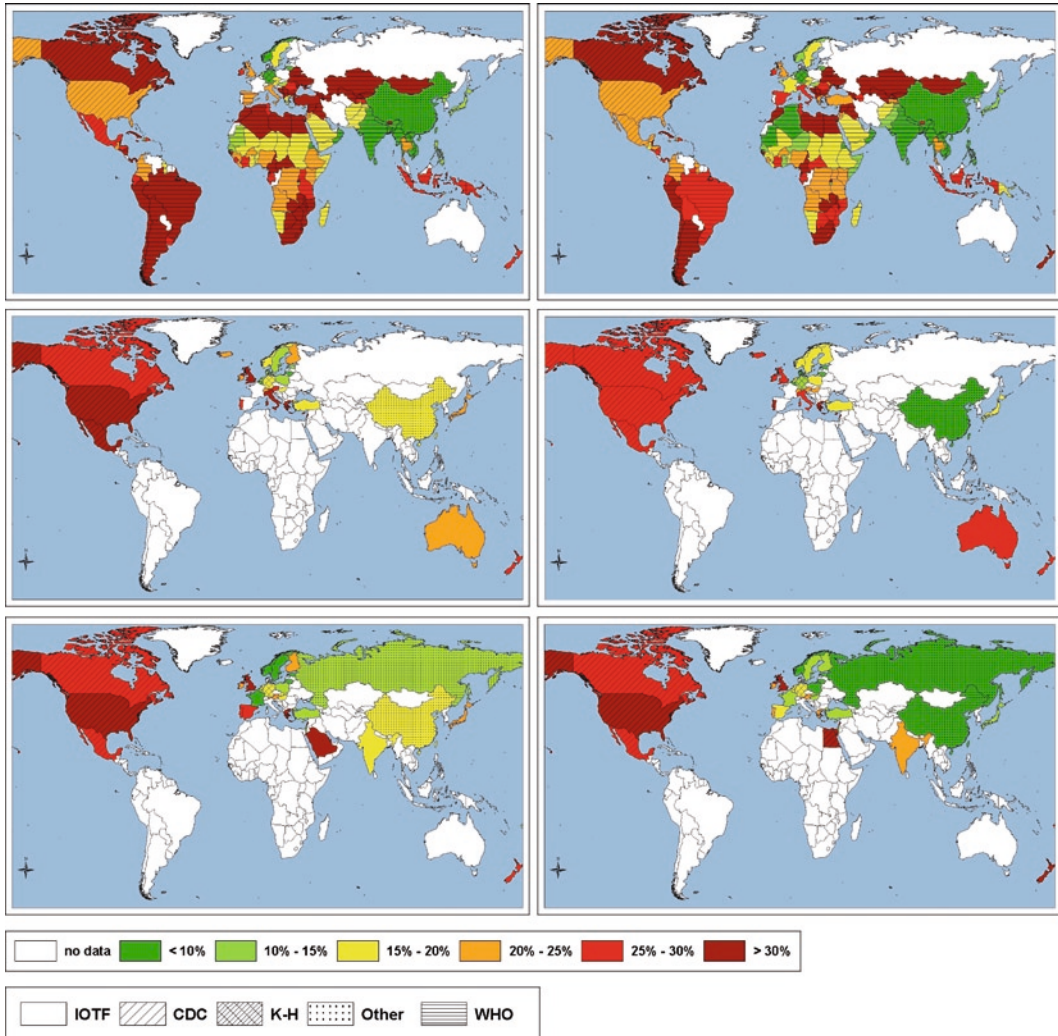 no data < 10% 10% - 15% 15% - 20% 20% - 25% 25% - 30% > 30%
IOTF CDC K-H Other WHO